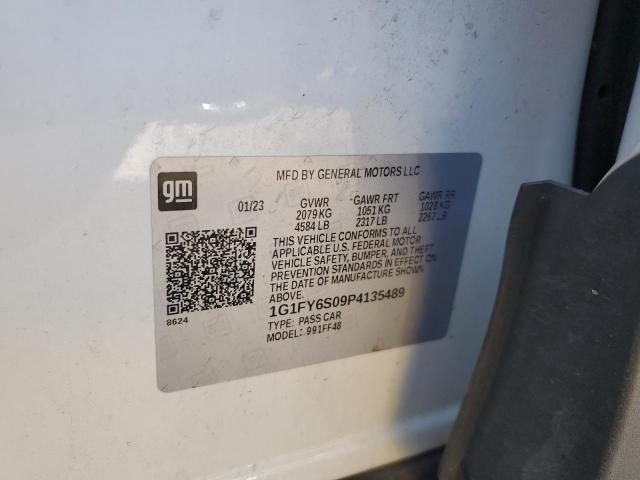 gm
MFD BY GENERAL MOTORS LLC
01/23 GVWR GAWR FRT GAWR RR
2079 KG 1051 KG 1028 KG
4584 LB 2317 LB 2267 LB
THIS VEHICLE CONFORMS TO ALL
APPLICABLE U.S. FEDERAL MOTOR
VEHICLE SAFETY, BUMPER, AND THEFT
PREVENTION STANDARDS IN EFFECT ON
THE DATE OF MANUFACTURE SHOWN
ABOVE.
1G1FY6S09P4135489
8624
TYPE: PASS CAR
MODEL: 991FF48